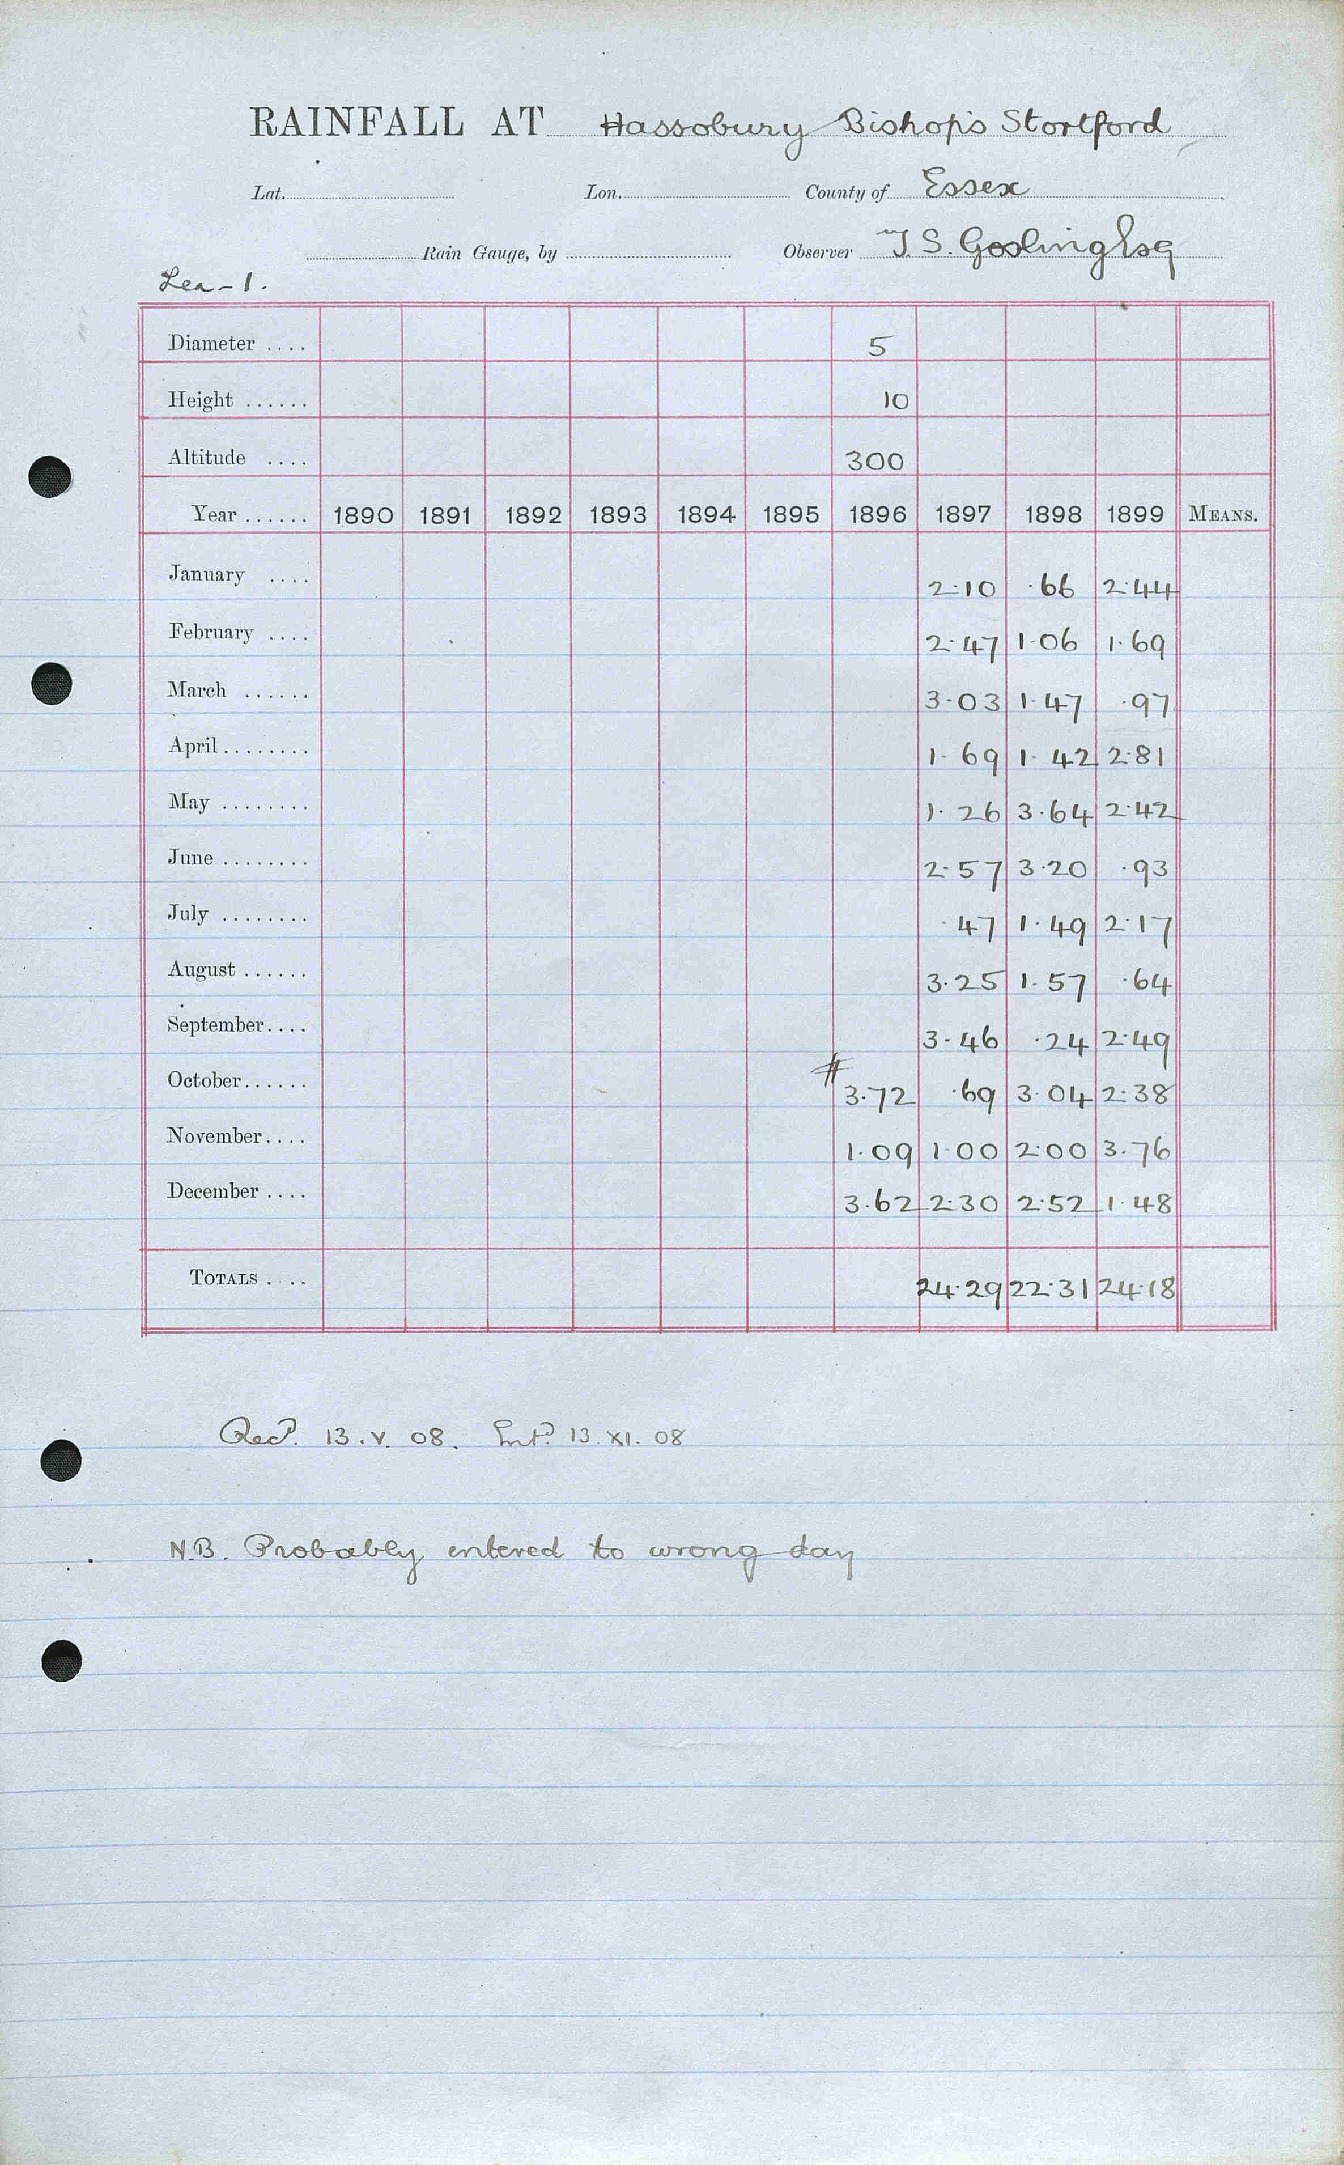 RAINFALL AT Hassobury Bishop's Stortford
Lat. Lon. County of Essex
Rain Gauge, by Observer J. S. Gosling Esq
Lea - 1.
Diameter .... 5
Height ...... 10
Altitude .... 300
Year ...... 1890 1891 1892 1893 1894 1895 1896 1897 1898 1899 MEANS.
January .... 2.10 .66 2.44
February .... 2.47 1.06 1.69
March ...... 3.03 1.47 .97
April ........ 1.69 1.42 2.81
May ........ 1.26 3.64 2.42
June ........ 2.57 3.20 .93
July ........ .47 1.49 2.17
August ...... 3.25 1.57 .64
September.... 3.46 .24 2.49
October...... # 3.72 .69 3.04 2.38
November.... 1.09 1.00 2.00 3.76
December .... 3.62 2.30 2.52 1.48
TOTALS .... 24.29 22.31 24.18
Recd. 13.V.08. Entd. 13.XI.08
N.B. Probably entered to wrong day